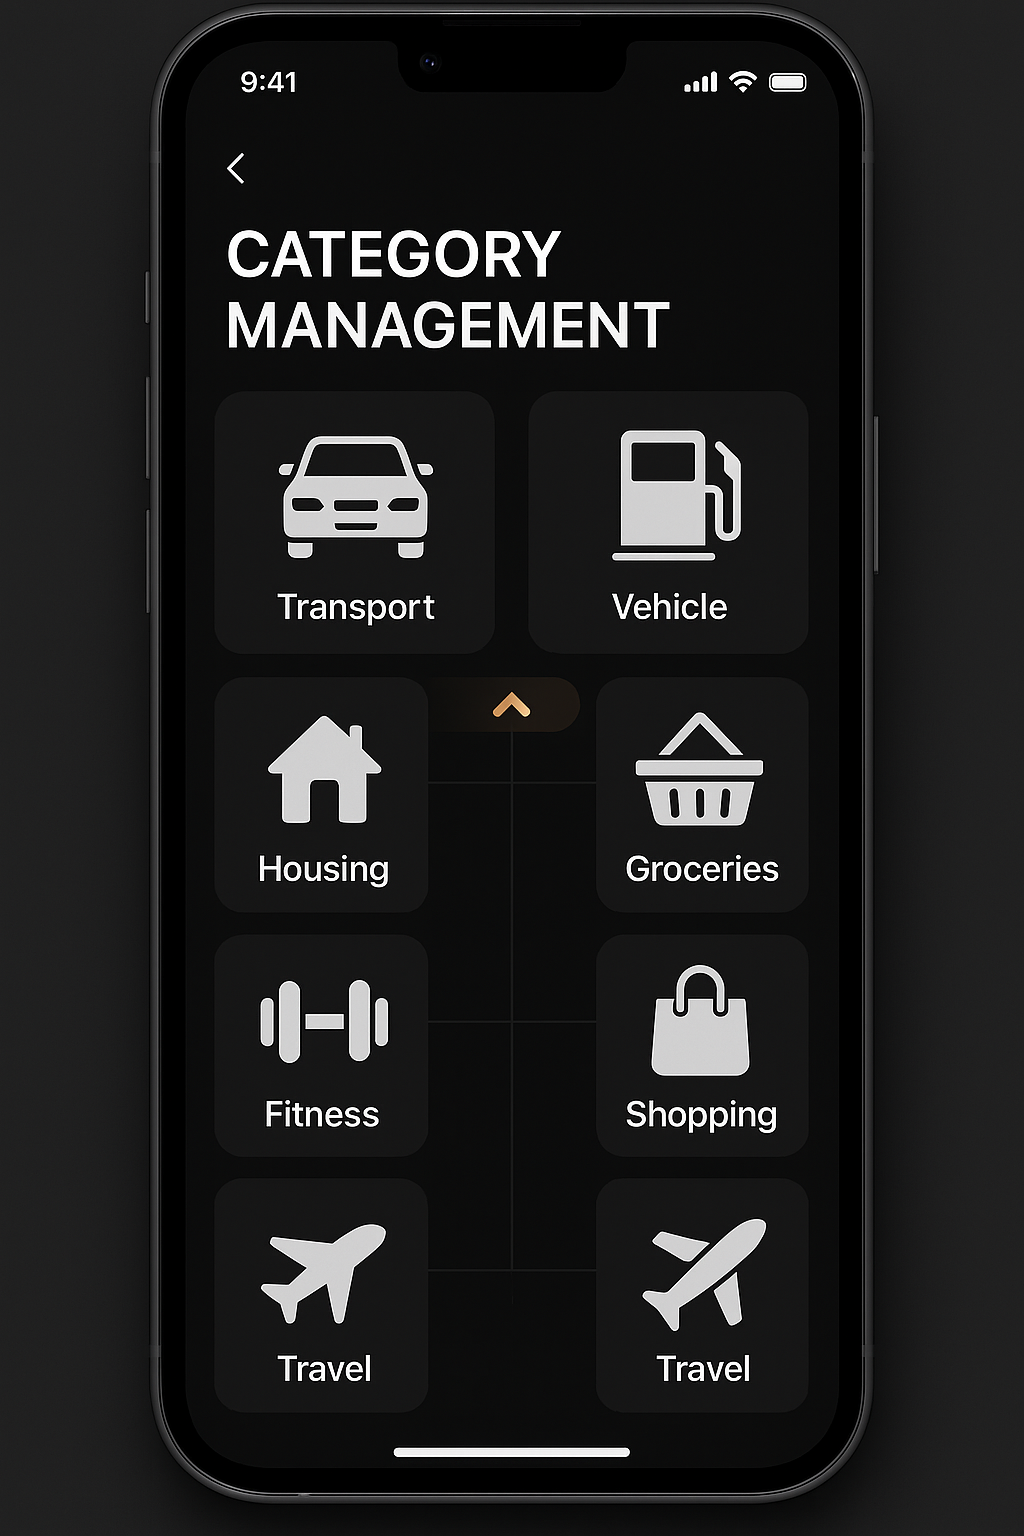 9:41
CATEGORY
MANAGEMENT
Transport
Vehicle
Housing
Groceries
Fitness
Shopping
Travel
Travel